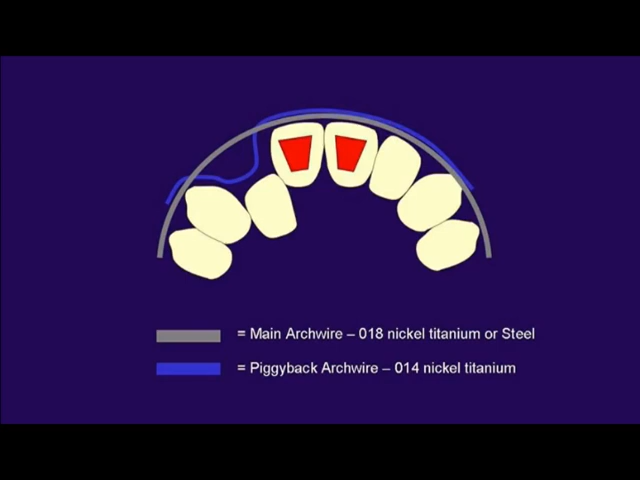 = Main Archwire – 018 nickel titanium or Steel
= Piggyback Archwire – 014 nickel titanium